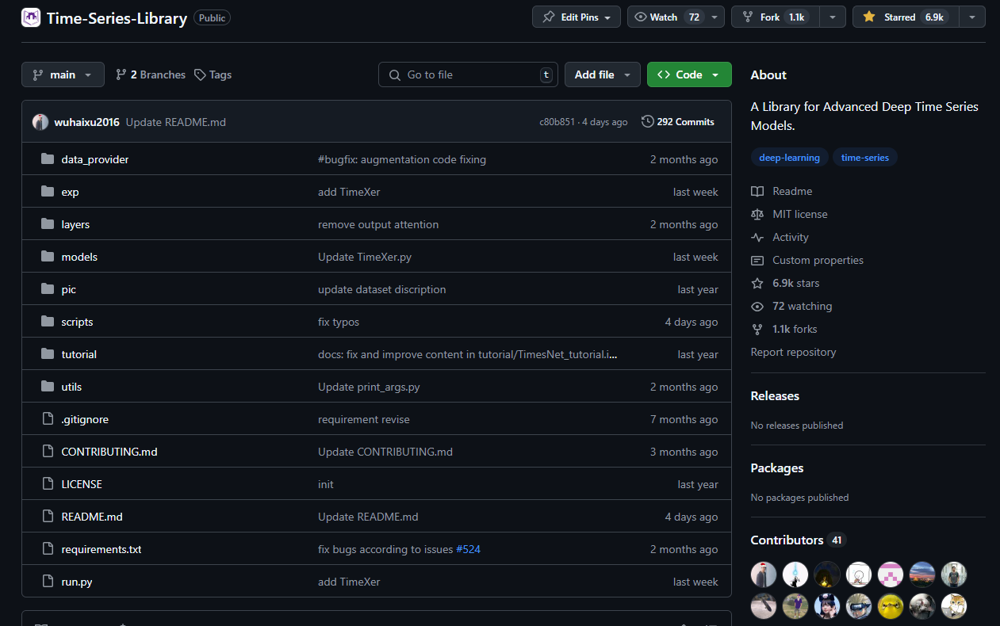 Time-Series-Library Public Edit Pins Watch 72 Fork 1.1k Starred 6.9k
main 2 Branches Tags Go to file t Add file Code
wuhaixu2016 Update README.md c80b851 · 4 days ago 292 Commits
data_provider #bugfix: augmentation code fixing 2 months ago
exp add TimeXer last week
layers remove output attention 2 months ago
models Update TimeXer.py last week
pic update dataset discription last year
scripts fix typos 4 days ago
tutorial docs: fix and improve content in tutorial/TimesNet_tutorial.i... last year
utils Update print_args.py 2 months ago
.gitignore requirement revise 7 months ago
CONTRIBUTING.md Update CONTRIBUTING.md 3 months ago
LICENSE init last year
README.md Update README.md 4 days ago
requirements.txt fix bugs according to issues #524 2 months ago
run.py add TimeXer last week
About
A Library for Advanced Deep Time Series
Models.
deep-learning time-series
Readme
MIT license
Activity
Custom properties
6.9k stars
72 watching
1.1k forks
Report repository
Releases
No releases published
Packages
No packages published
Contributors 41